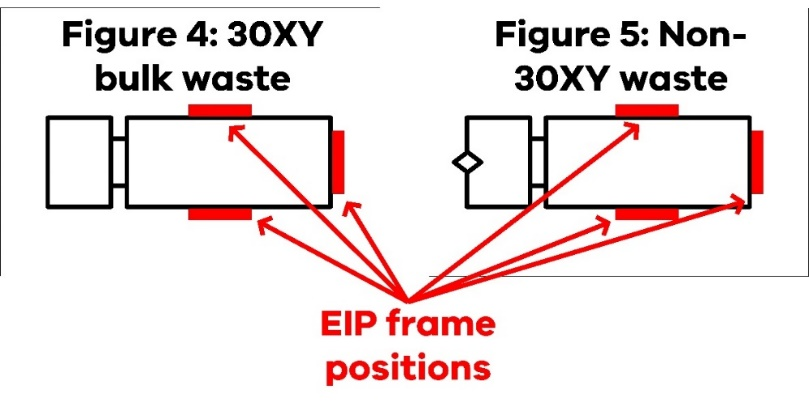 Figure 4: 30XY
bulk waste
Figure 5: Non-
30XY waste
EIP frame
positions